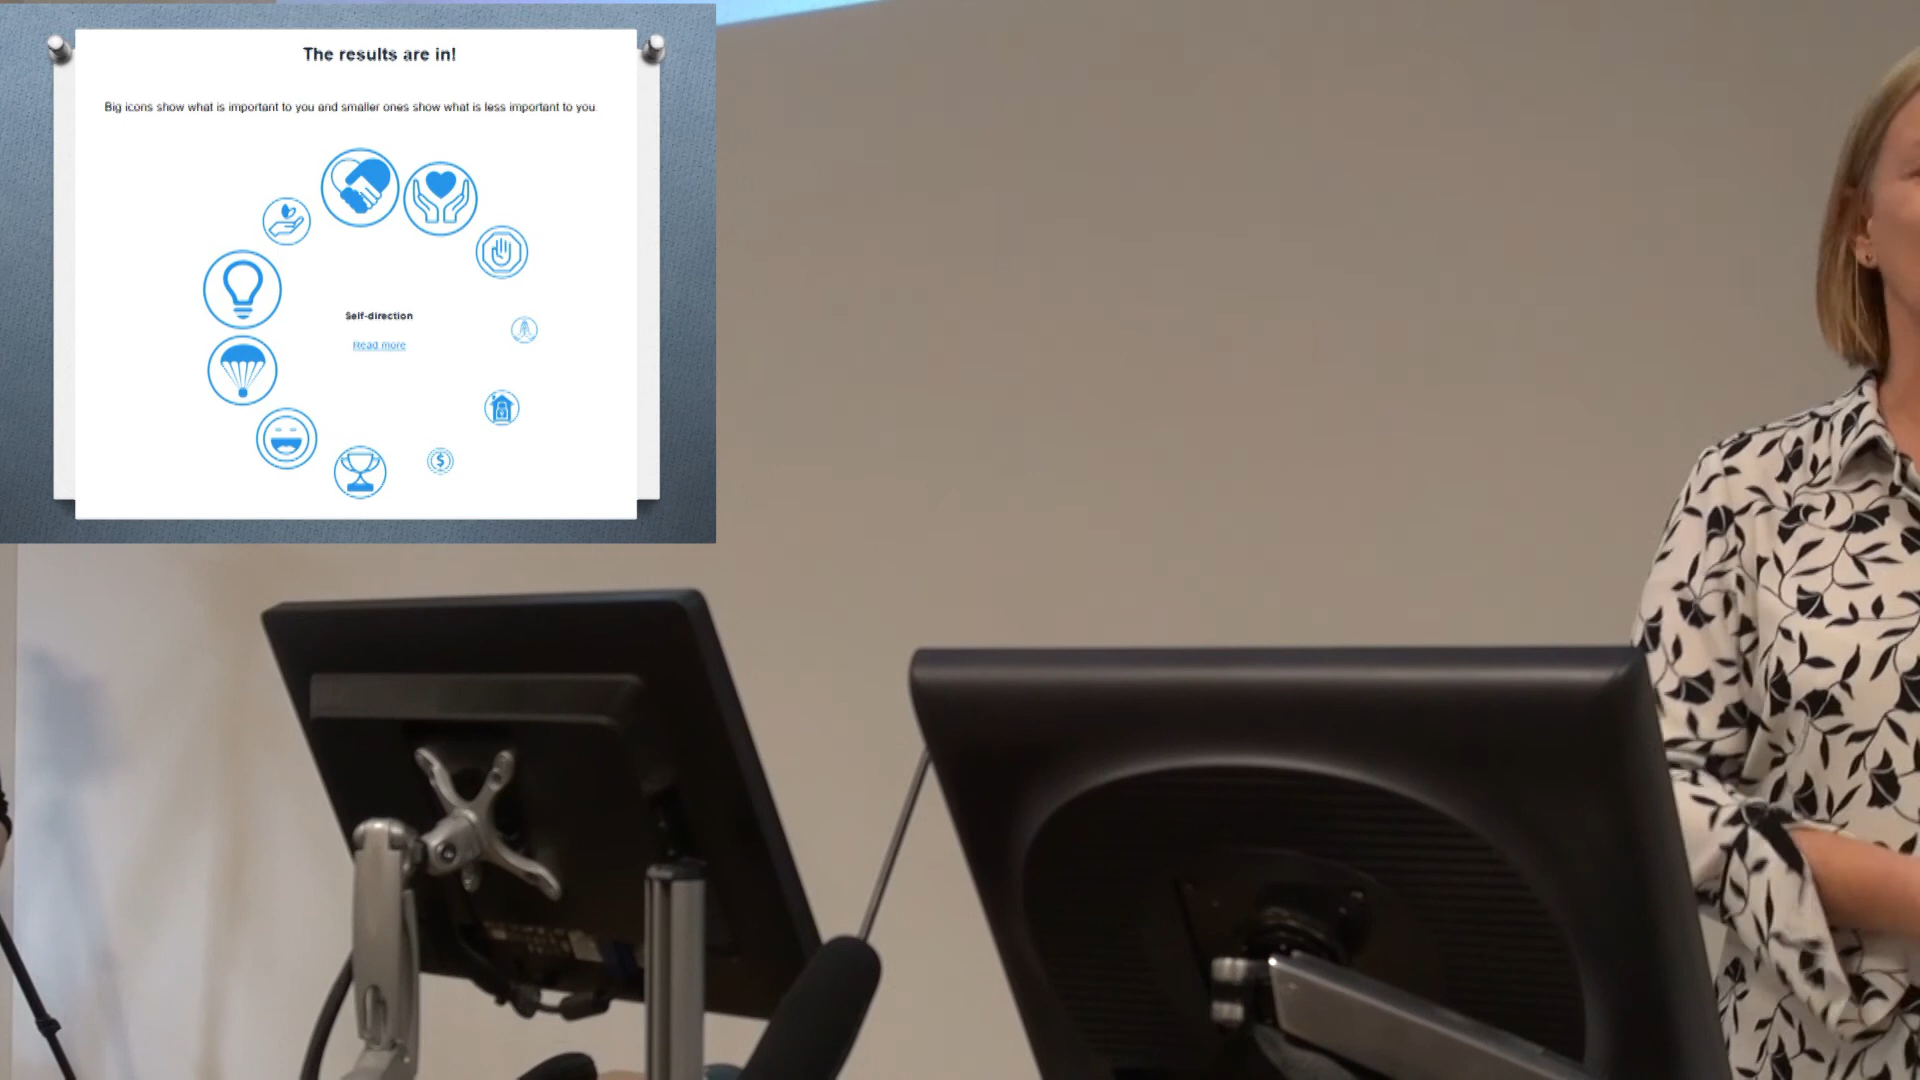 The results are in!
Big icons show what is important to you and smaller ones show what is less important to you.
Self-direction
Read more
$